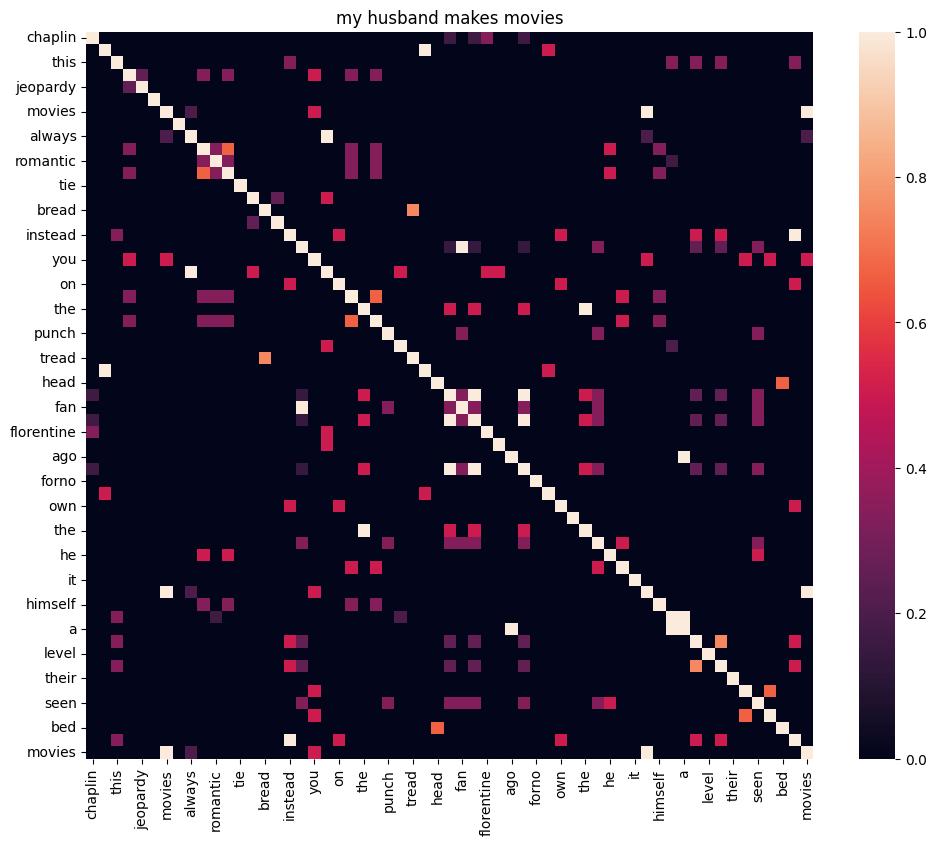 my husband makes movies
chaplin
this
jeopardy
movies
always
romantic
tie
bread
instead
you
on
the
punch
tread
head
fan
florentine
ago
forno
own
the
he
it
himself
a
level
their
seen
bed
movies
1.0
0.8
0.6
0.4
0.2
0.0
chaplin
this
jeopardy
movies
always
romantic
tie
bread
instead
you
on
the
punch
tread
head
fan
florentine
ago
forno
own
the
he
it
himself
a
level
their
seen
bed
movies